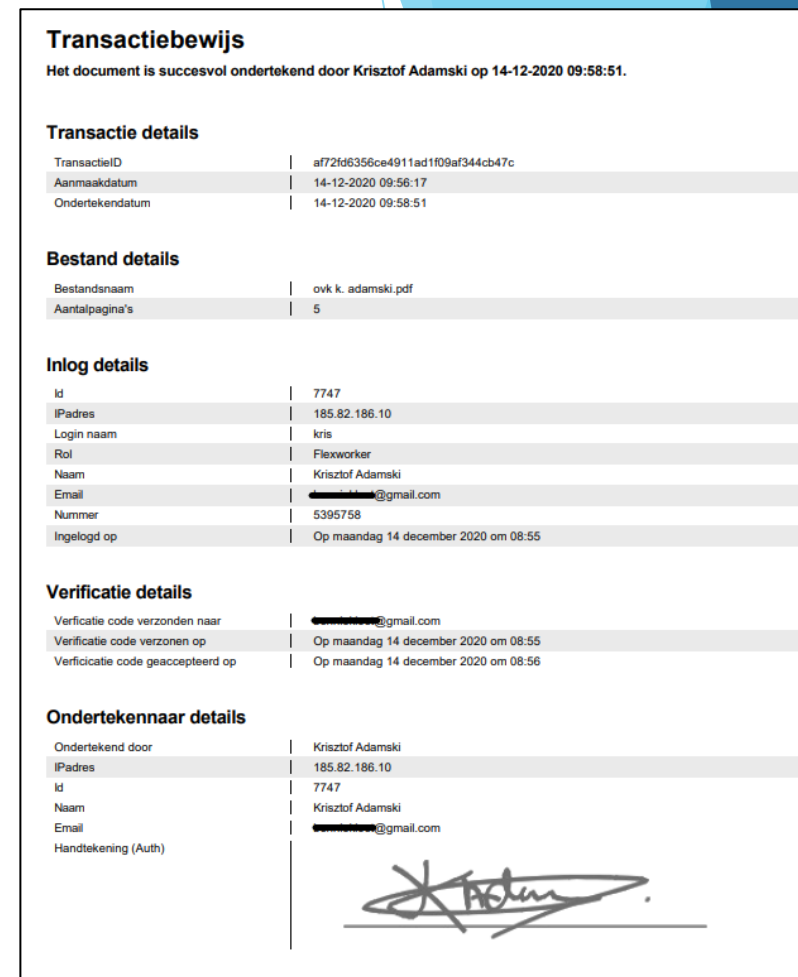 Transactiebewijs
Het document is succesvol ondertekend door Krisztof Adamski op 14-12-2020 09:58:51.
Transactie details
TransactieID af72fd6356ce4911ad1f09af344cb47c
Aanmaakdatum 14-12-2020 09:56:17
Ondertekendatum 14-12-2020 09:58:51
Bestand details
Bestandsnaam ovk k. adamski.pdf
Aantalpagina's 5
Inlog details
Id 7747
IPadres 185.82.186.10
Login naam kris
Rol Flexworker
Naam Krisztof Adamski
Email @gmail.com
Nummer 5395758
Ingelogd op Op maandag 14 december 2020 om 08:55
Verificatie details
Verficatie code verzonden naar @gmail.com
Verificatie code verzonen op Op maandag 14 december 2020 om 08:55
Verficicatie code geaccepteerd op Op maandag 14 december 2020 om 08:56
Ondertekennaar details
Ondertekend door Krisztof Adamski
IPadres 185.82.186.10
Id 7747
Naam Krisztof Adamski
Email @gmail.com
Handtekening (Auth)